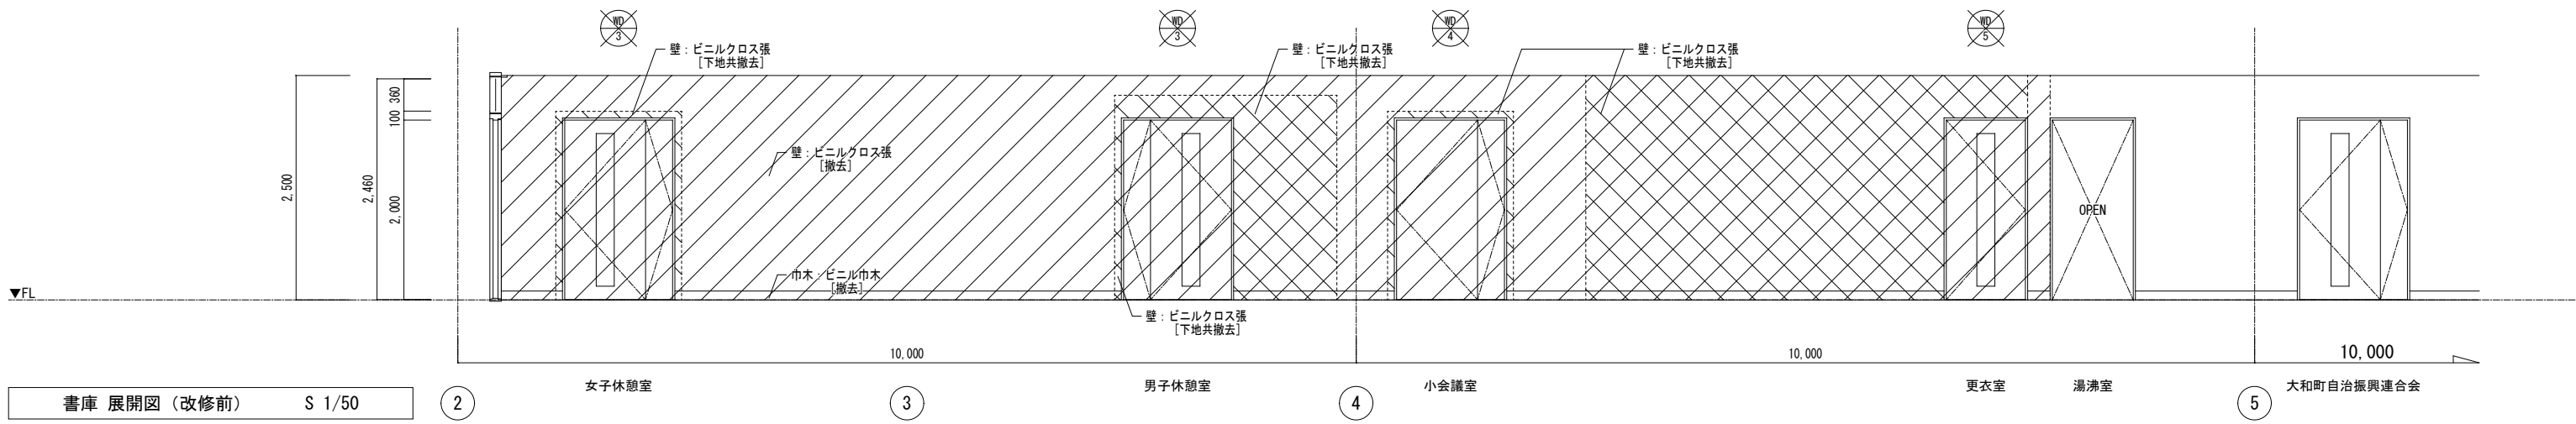 WD
3
WD
3
WD
4
WD
5
壁：ビニルクロス張
[下地共撤去]
壁：ビニルクロス張
[下地共撤去]
壁：ビニルクロス張
[下地共撤去]
2,500
2,460
360
100
2,000
壁：ビニルクロス張
[撤去]
OPEN
巾木：ビニル巾木
[撤去]
▼FL
壁：ビニルクロス張
[下地共撤去]
10,000
10,000
10,000
女子休憩室
男子休憩室
小会議室
更衣室
湯沸室
大和町自治振興連合会
書庫 展開図（改修前） S 1/50
2
3
4
5